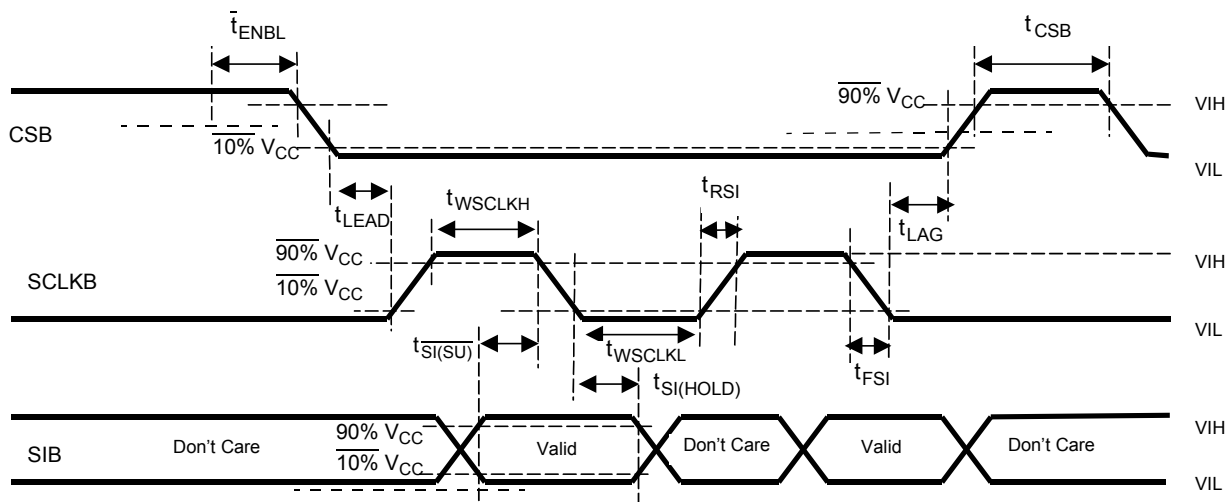 t̅ENBL
tCSB
90% VCC
VIH
CSB
10% VCC
VIL
tLEAD
tWSCLKH
tRSI
tLAG
90% VCC
VIH
SCLKB
10% VCC
VIL
tSI(SU)
tWSCLKL
tSI(HOLD)
tFSI
VIH
90% VCC
SIB
Don't Care
Valid
Don't Care
Valid
Don't Care
10% VCC
VIL